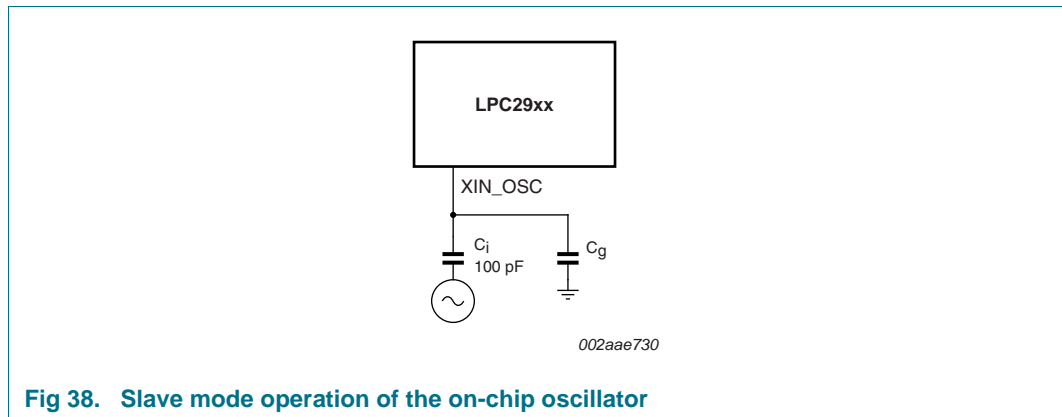 LPC29xx
XIN_OSC
Ci
100 pF
Cg
002aae730
Fig 38. Slave mode operation of the on-chip oscillator